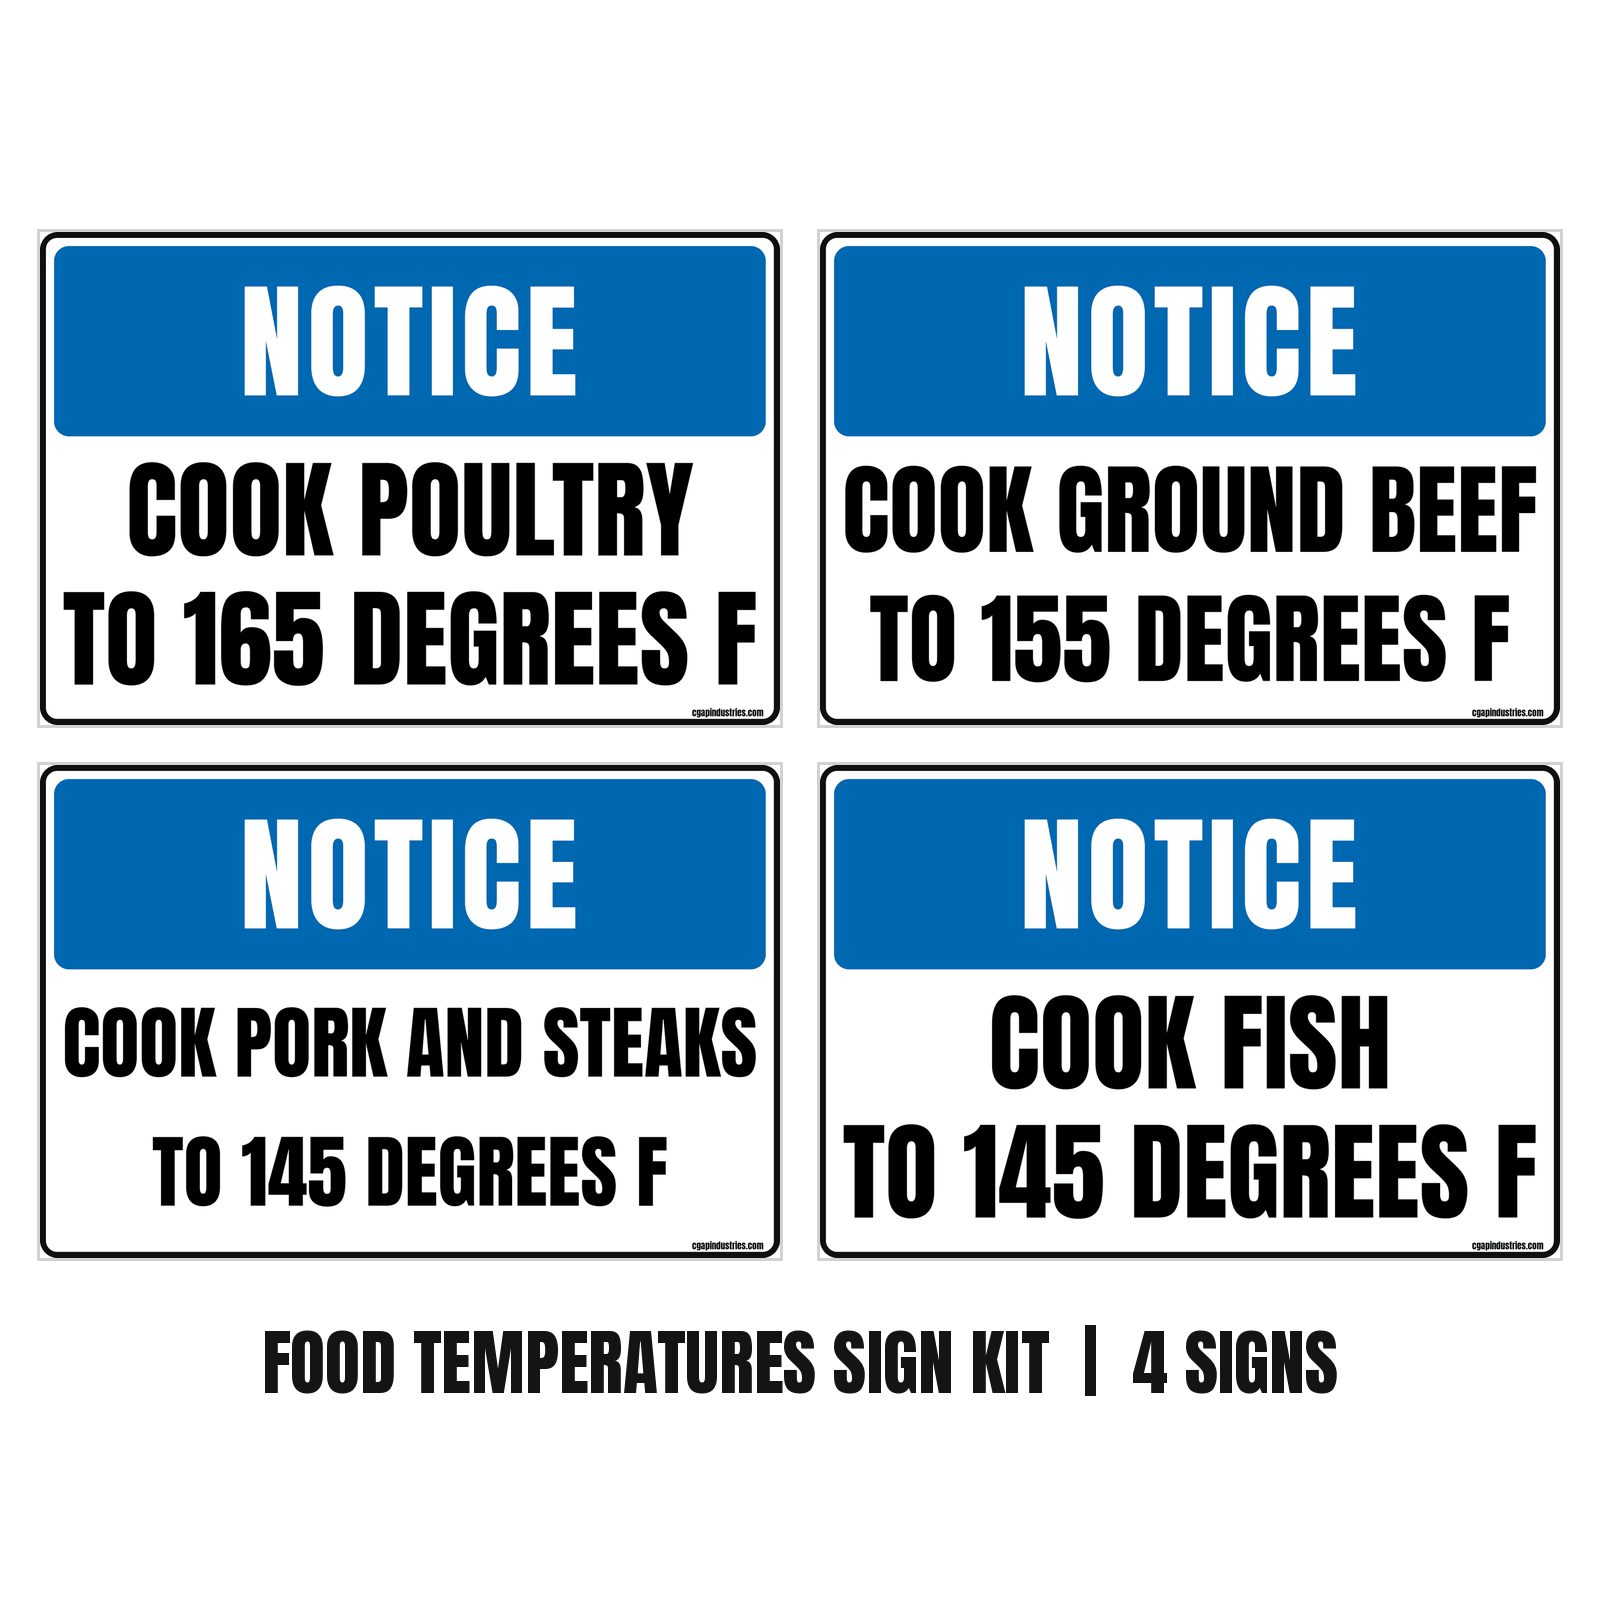 NOTICE
COOK POULTRY
TO 165 DEGREES F
cgapindustries.com
NOTICE
COOK GROUND BEEF
TO 155 DEGREES F
cgapindustries.com
NOTICE
COOK PORK AND STEAKS
TO 145 DEGREES F
cgapindustries.com
NOTICE
COOK FISH
TO 145 DEGREES F
cgapindustries.com
FOOD TEMPERATURES SIGN KIT | 4 SIGNS